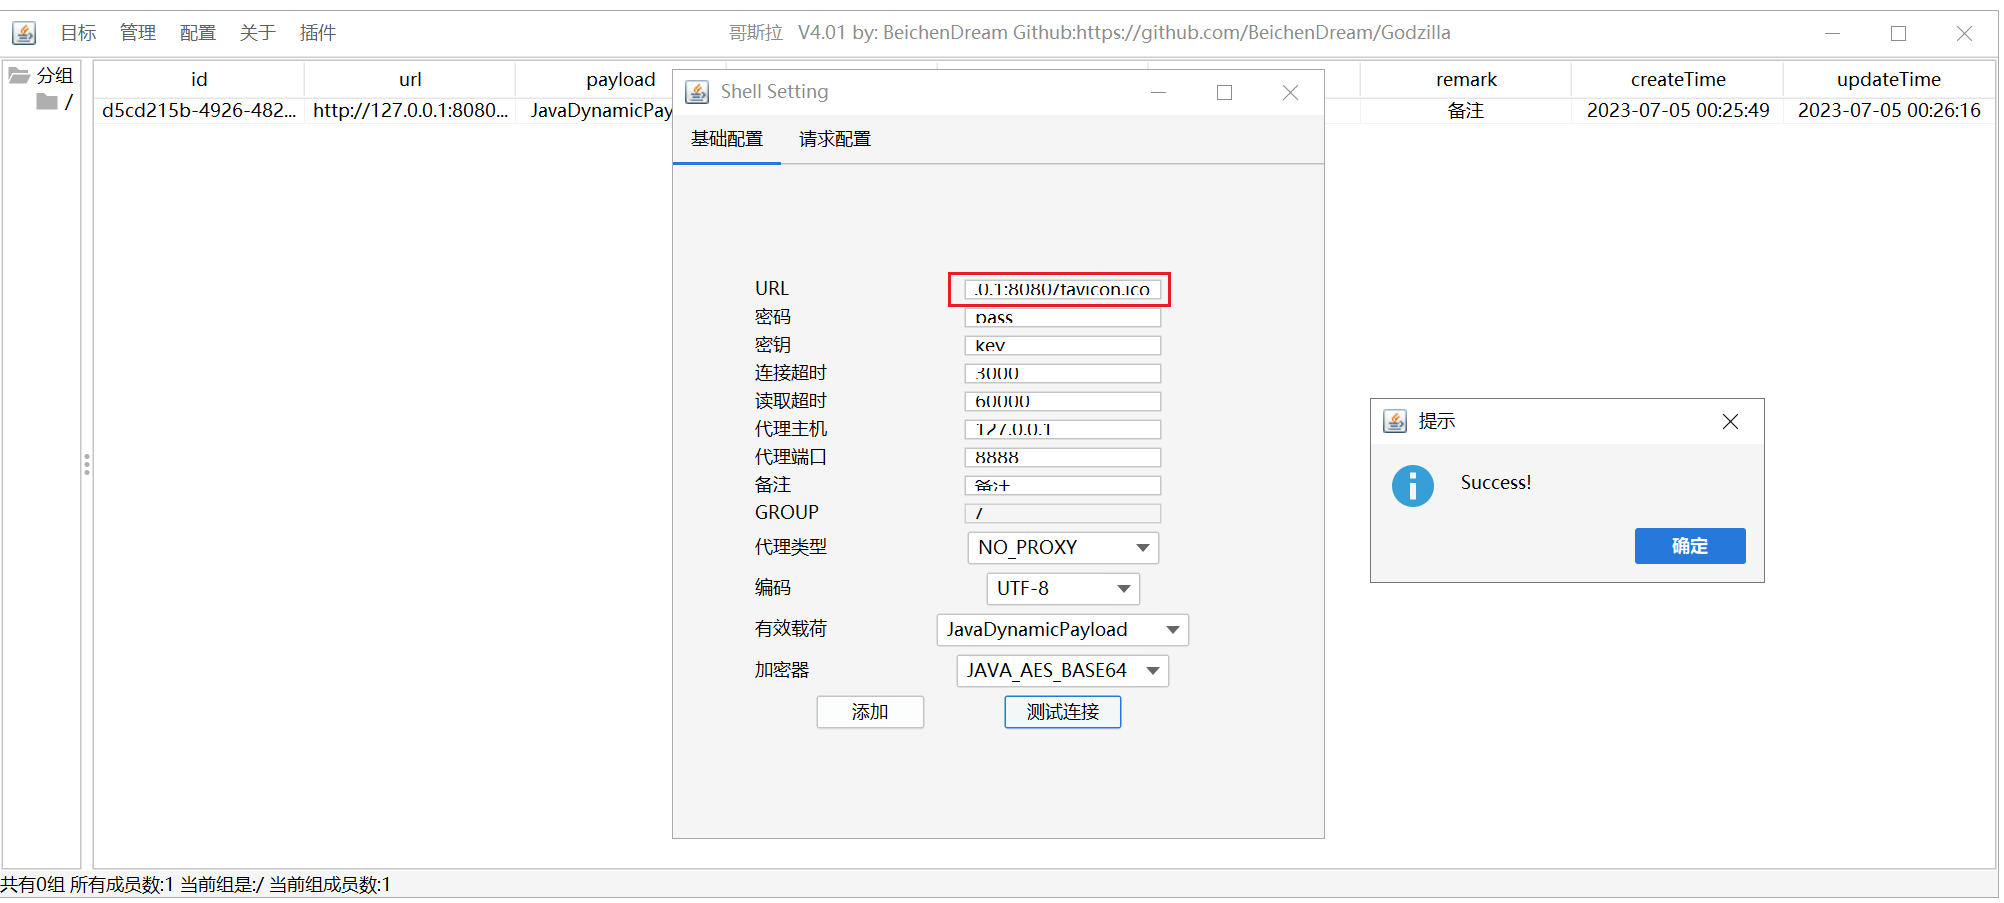 目标 管理 配置 关于 插件 哥斯拉 V4.01 by: BeichenDream Github:https://github.com/BeichenDream/Godzilla
分组
/
id url payload remark createTime updateTime
d5cd215b-4926-482... http://127.0.0.1:8080... JavaDynamicPay 备注 2023-07-05 00:25:49 2023-07-05 00:26:16
Shell Setting
基础配置 请求配置
URL .0.1:8080/favicon.ico
密码 pass
密钥 key
连接超时 3000
读取超时 60000
代理主机 127.0.0.1
代理端口 8888
备注 备注
GROUP /
代理类型 NO_PROXY
编码 UTF-8
有效载荷 JavaDynamicPayload
加密器 JAVA_AES_BASE64
添加 测试连接
提示
Success!
确定
共有0组 所有成员数:1 当前组是:/ 当前组成员数:1